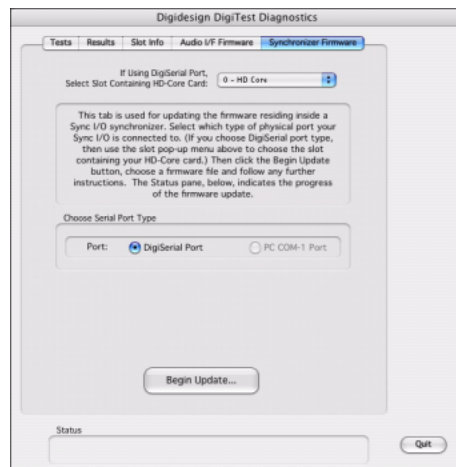 Digidesign DigiTest Diagnostics
Tests Results Slot Info Audio I/F Firmware Synchronizer Firmware
If Using DigiSerial Port,
Select Slot Containing HD-Core Card: 0 - HD Core
This tab is used for updating the firmware residing inside a
Sync I/O synchronizer. Select which type of physical port your
Sync I/O is connected to. (If you choose DigiSerial port type,
then use the slot pop-up menu above to choose the slot
containing your HD-Core card.) Then click the Begin Update
button, choose a firmware file and follow any further
instructions. The Status pane, below, indicates the progress
of the firmware update.
Choose Serial Port Type
Port: DigiSerial Port PC COM-1 Port
Begin Update...
Status
Quit